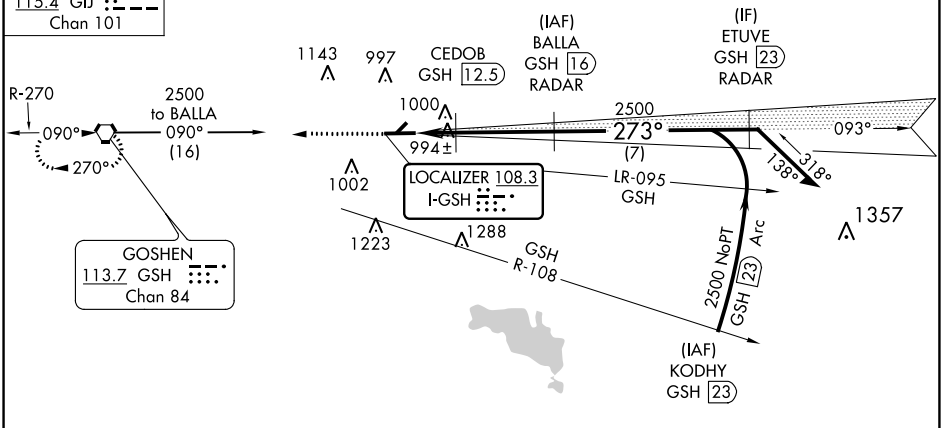 115.4 GIJ
Chan 101
R-270
090°
270°
2500
to BALLA
090°
(16)
GOSHEN
113.7 GSH
Chan 84
1143
997
CEDOB
GSH 12.5
(IAF)
BALLA
GSH 16
RADAR
(IF)
ETUVE
GSH 23
RADAR
1000
994±
2500
273°
(7)
093°
138°
318°
1002
LOCALIZER 108.3
I-GSH
LR-095
GSH
1223
1288
1357
GSH
R-108
2500 NoPT
GSH 23 Arc
(IAF)
KODHY
GSH 23